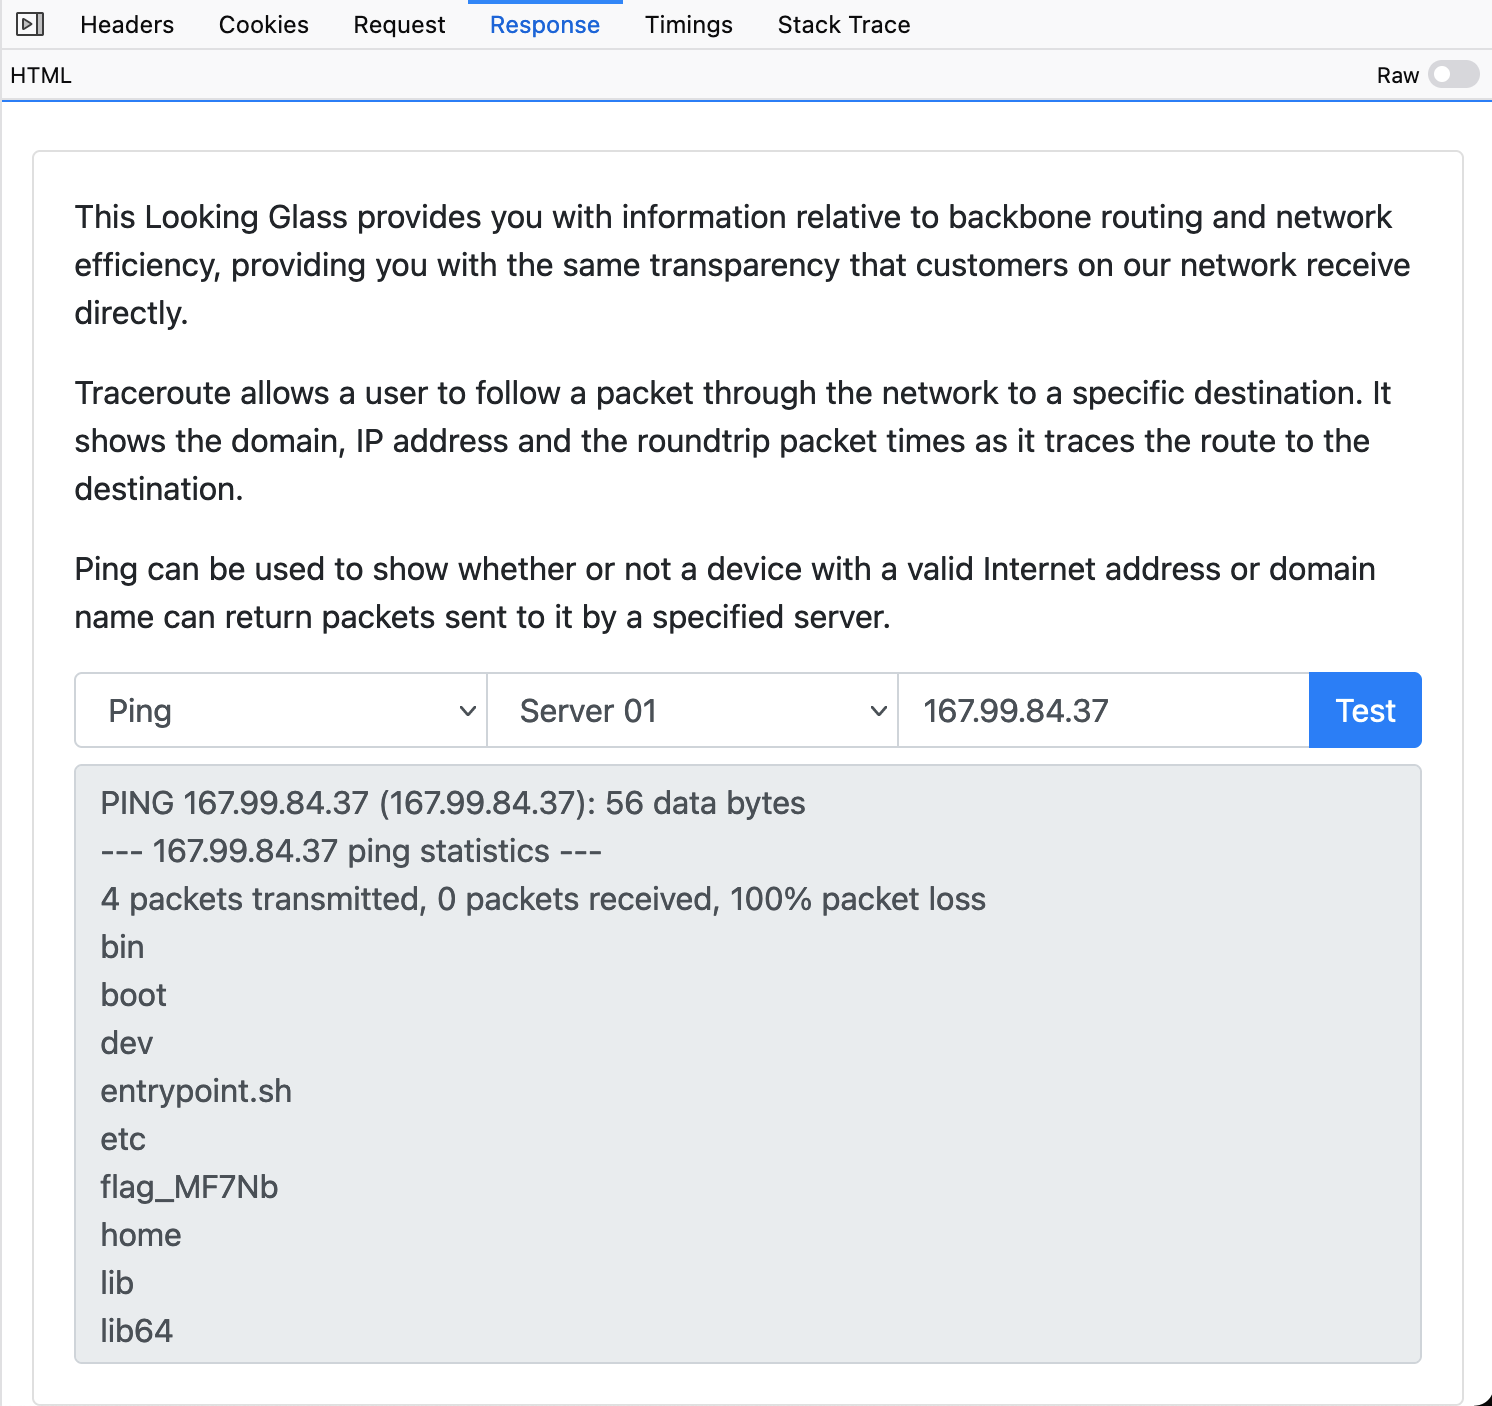 Headers Cookies Request Response Timings Stack Trace
HTML Raw
This Looking Glass provides you with information relative to backbone routing and network
efficiency, providing you with the same transparency that customers on our network receive
directly.
Traceroute allows a user to follow a packet through the network to a specific destination. It
shows the domain, IP address and the roundtrip packet times as it traces the route to the
destination.
Ping can be used to show whether or not a device with a valid Internet address or domain
name can return packets sent to it by a specified server.
Ping Server 01 167.99.84.37 Test
PING 167.99.84.37 (167.99.84.37): 56 data bytes
--- 167.99.84.37 ping statistics ---
4 packets transmitted, 0 packets received, 100% packet loss
bin
boot
dev
entrypoint.sh
etc
flag_MF7Nb
home
lib
lib64